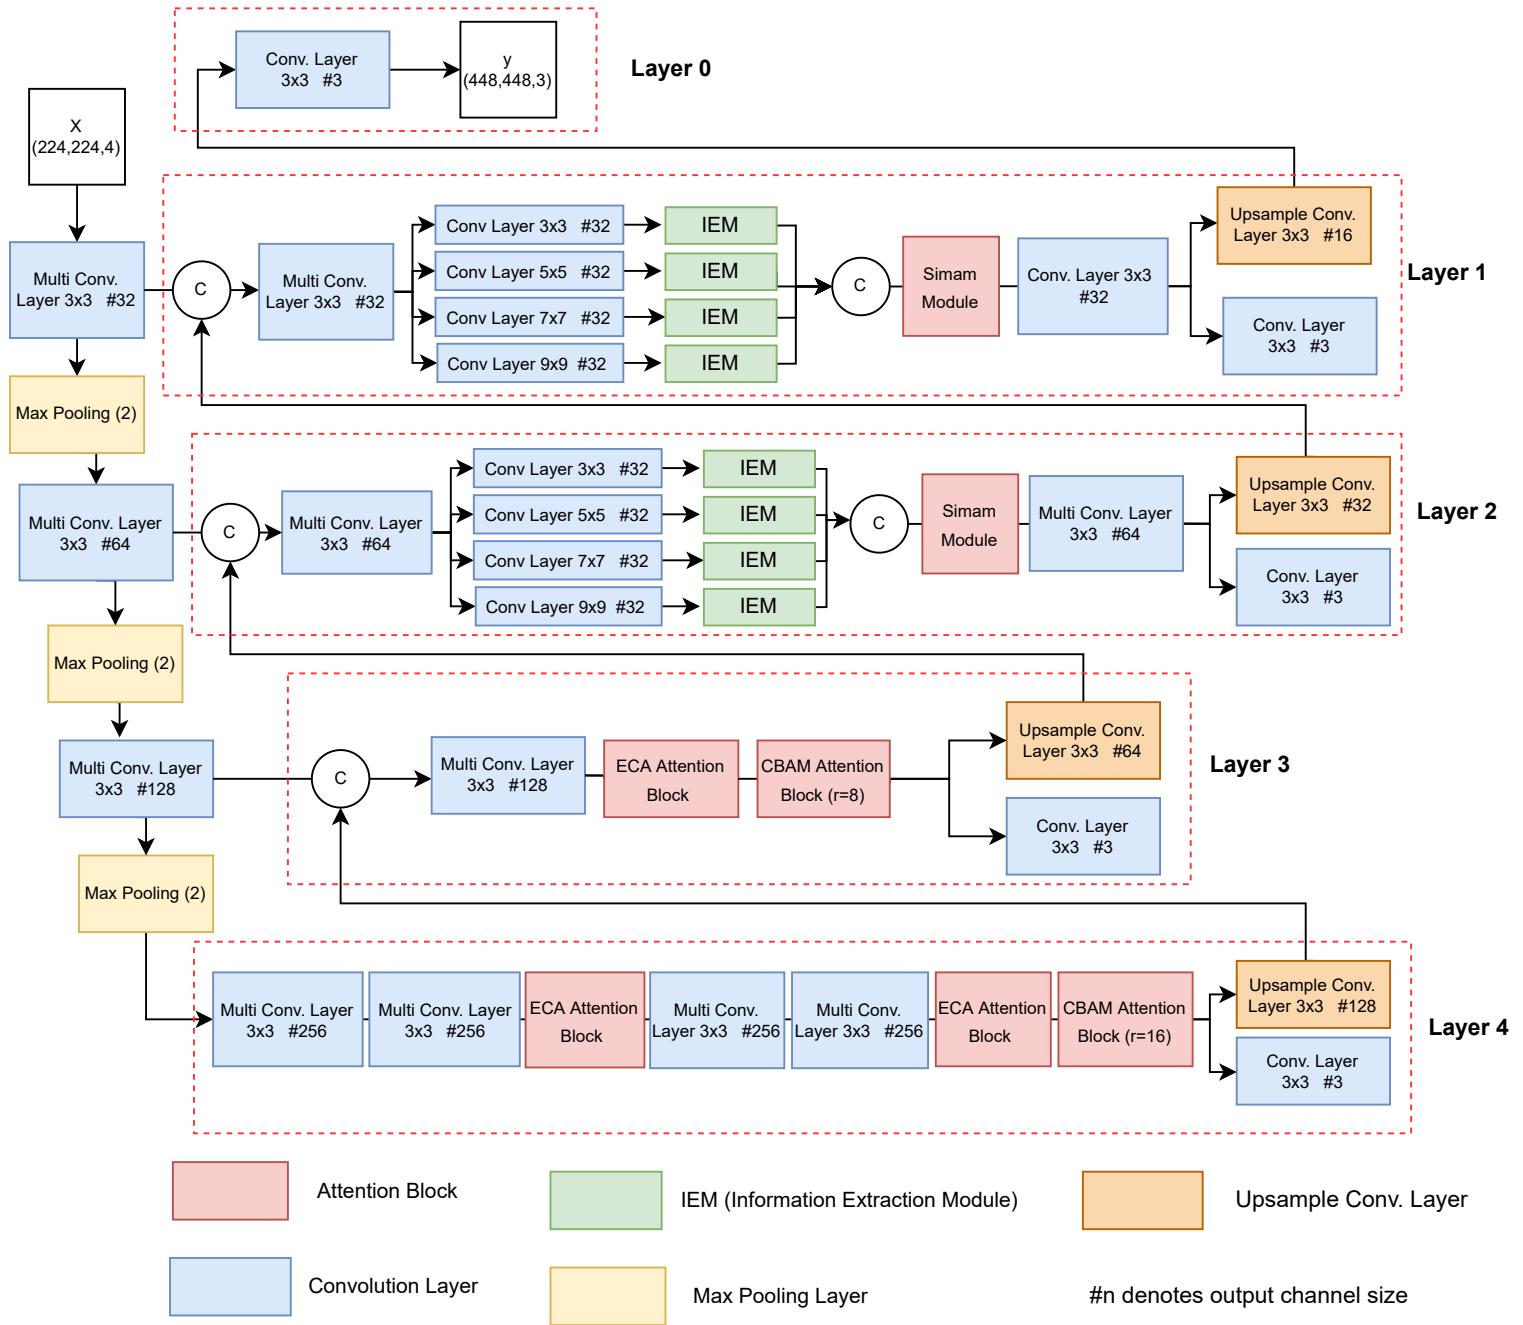 Conv. Layer
3x3 #3
y
(448,448,3)
Layer 0
X
(224,224,4)
Multi Conv.
Layer 3x3 #32
C
Multi Conv.
Layer 3x3 #32
Conv Layer 3x3 #32
IEM
Conv Layer 5x5 #32
IEM
Conv Layer 7x7 #32
IEM
Conv Layer 9x9 #32
IEM
C
Simam
Module
Conv. Layer 3x3
#32
Upsample Conv.
Layer 3x3 #16
Conv. Layer
3x3 #3
Layer 1
Max Pooling (2)
Multi Conv. Layer
3x3 #64
C
Multi Conv. Layer
3x3 #64
Conv Layer 3x3 #32
IEM
Conv Layer 5x5 #32
IEM
Conv Layer 7x7 #32
IEM
Conv Layer 9x9 #32
IEM
C
Simam
Module
Multi Conv. Layer
3x3 #64
Upsample Conv.
Layer 3x3 #32
Conv. Layer
3x3 #3
Layer 2
Max Pooling (2)
Multi Conv. Layer
3x3 #128
C
Multi Conv. Layer
3x3 #128
ECA Attention
Block
CBAM Attention
Block (r=8)
Upsample Conv.
Layer 3x3 #64
Conv. Layer
3x3 #3
Layer 3
Max Pooling (2)
Multi Conv. Layer
3x3 #256
Multi Conv. Layer
3x3 #256
ECA Attention
Block
Multi Conv.
Layer 3x3 #256
Multi Conv.
Layer 3x3 #256
ECA Attention
Block
CBAM Attention
Block (r=16)
Upsample Conv.
Layer 3x3 #128
Conv. Layer
3x3 #3
Layer 4
Attention Block
IEM (Information Extraction Module)
Upsample Conv. Layer
Convolution Layer
Max Pooling Layer
#n denotes output channel size